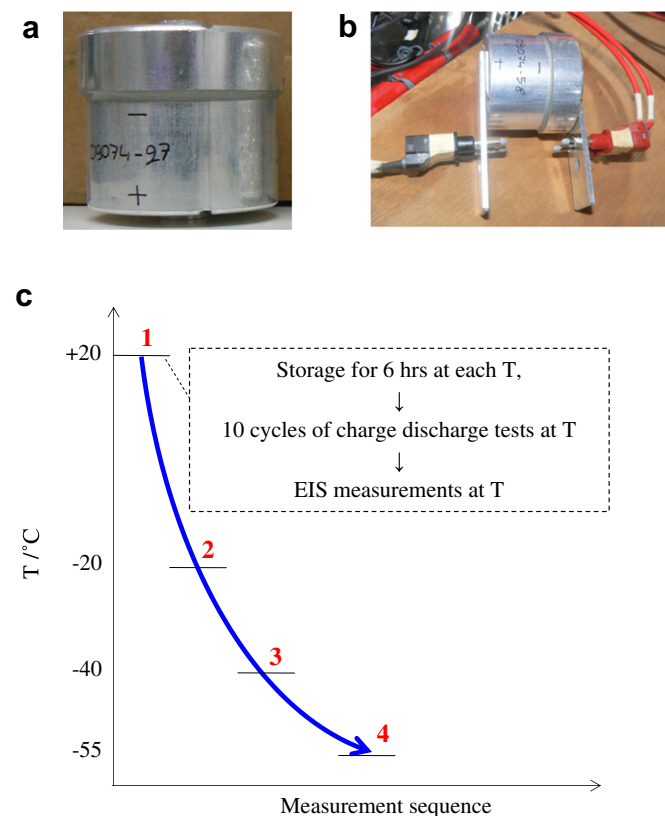 a
b
−
09074-97
+
+ −
09074-58
c
1
+20
Storage for 6 hrs at each T,
↓
10 cycles of charge discharge tests at T
↓
EIS measurements at T
T /°C
2
-20
3
-40
4
-55
Measurement sequence